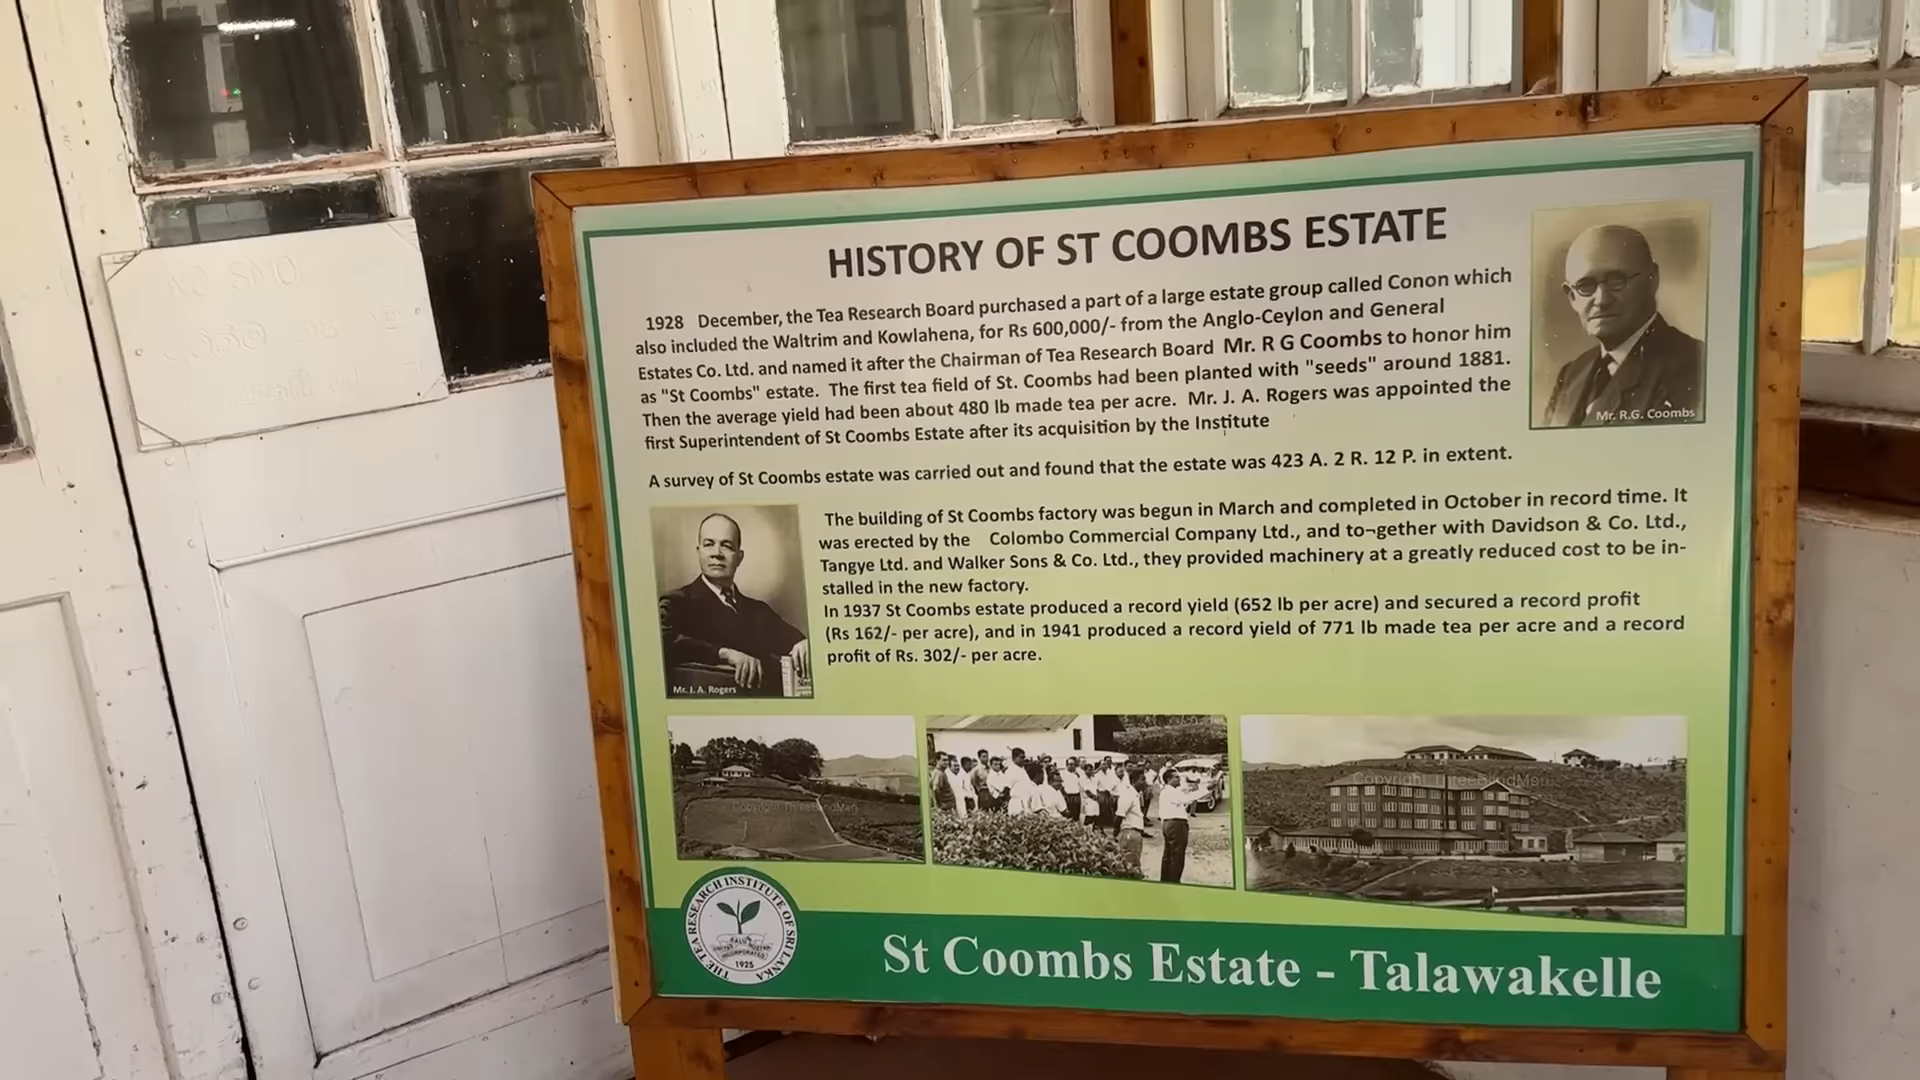 HISTORY OF ST COOMBS ESTATE
1928 December, the Tea Research Board purchased a part of a large estate group called Conon which
also included the Waltrim and Kowlahena, for Rs 600,000/- from the Anglo-Ceylon and General
Estates Co. Ltd. and named it after the Chairman of Tea Research Board Mr. R G Coombs to honor him
as "St Coombs" estate. The first tea field of St. Coombs had been planted with "seeds" around 1881.
Then the average yield had been about 480 lb made tea per acre. Mr. J. A. Rogers was appointed the
first Superintendent of St Coombs Estate after its acquisition by the Institute
Mr. R.G. Coombs
A survey of St Coombs estate was carried out and found that the estate was 423 A. 2 R. 12 P. in extent.
The building of St Coombs factory was begun in March and completed in October in record time. It
was erected by the Colombo Commercial Company Ltd., and to¬gether with Davidson & Co. Ltd.,
Tangye Ltd. and Walker Sons & Co. Ltd., they provided machinery at a greatly reduced cost to be in-
stalled in the new factory.
In 1937 St Coombs estate produced a record yield (652 lb per acre) and secured a record profit
(Rs 162/- per acre), and in 1941 produced a record yield of 771 lb made tea per acre and a record
profit of Rs. 302/- per acre.
Mr. J. A. Rogers
Copyright ThreeBlindMen
Copyright ThreeBlindMen
THE TEA RESEARCH INSTITUTE OF SRI LANKA
INCORPORATED
1925
St Coombs Estate - Talawakelle